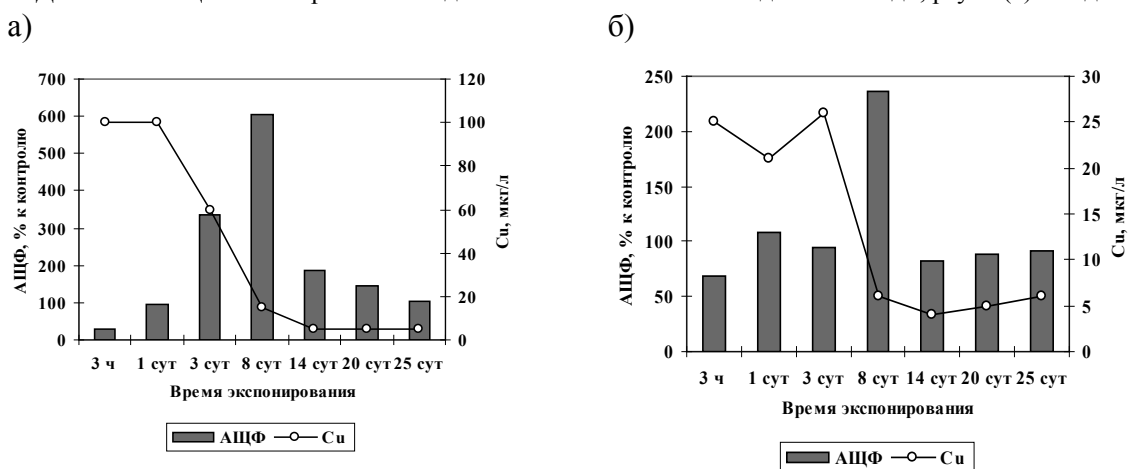 а)
700
600
500
400
300
200
100
0
АЩФ, % к контролю
120
100
80
60
40
20
0
Cu, мкг/л
3 ч 1 сут 3 сут 8 сут 14 сут 20 сут 25 сут
Время экспонирования
АЩФ Cu
б)
250
200
150
100
50
0
АЩФ, % к контролю
30
25
20
15
10
5
0
Cu, мкг/л
3 ч 1 сут 3 сут 8 сут 14 сут 20 сут 25 сут
Время экспонирования
АЩФ Cu